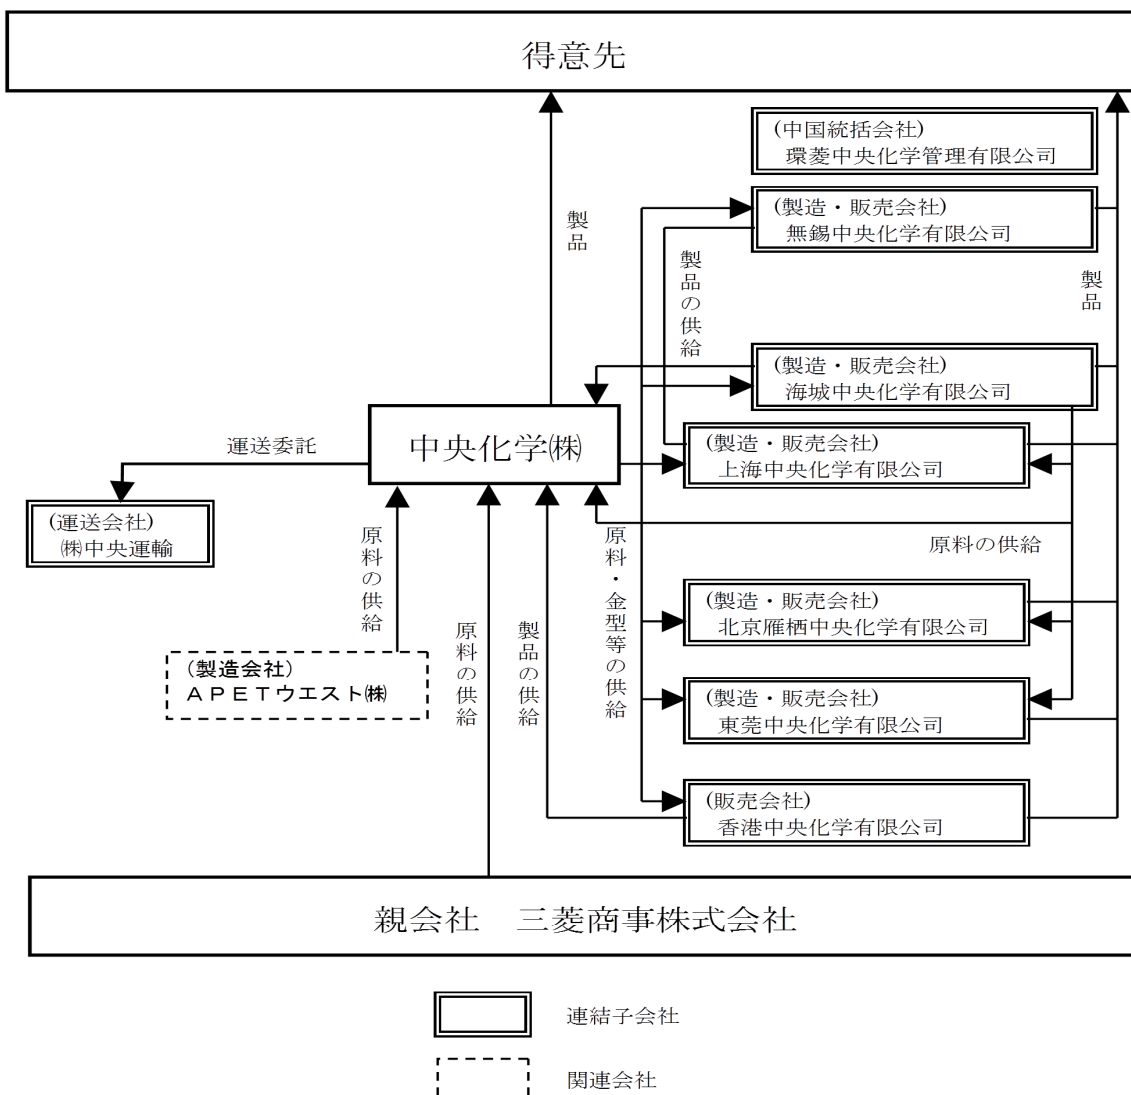 得意先
(中国統括会社)
環菱中央化学管理有限公司
(製造・販売会社)
無錫中央化学有限公司
製品
製品の供給
製品
(製造・販売会社)
海城中央化学有限公司
中央化学㈱
(製造・販売会社)
上海中央化学有限公司
運送委託
(運送会社)
㈱中央運輸
原料の供給
原料の供給
製品の供給
原料・金型等の供給
原料の供給
(製造・販売会社)
北京雁栖中央化学有限公司
(製造会社)
ＡＰＥＴウエスト㈱
(製造・販売会社)
東莞中央化学有限公司
(販売会社)
香港中央化学有限公司
親会社　三菱商事株式会社
連結子会社
関連会社